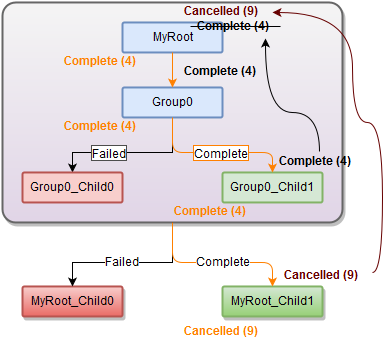 Cancelled (9)
Complete (4)
MyRoot
Complete (4)
Complete (4)
Group0
Complete (4)
Failed
Complete
Complete (4)
Group0_Child0
Group0_Child1
Complete (4)
Failed
Complete
Cancelled (9)
MyRoot_Child0
MyRoot_Child1
Cancelled (9)